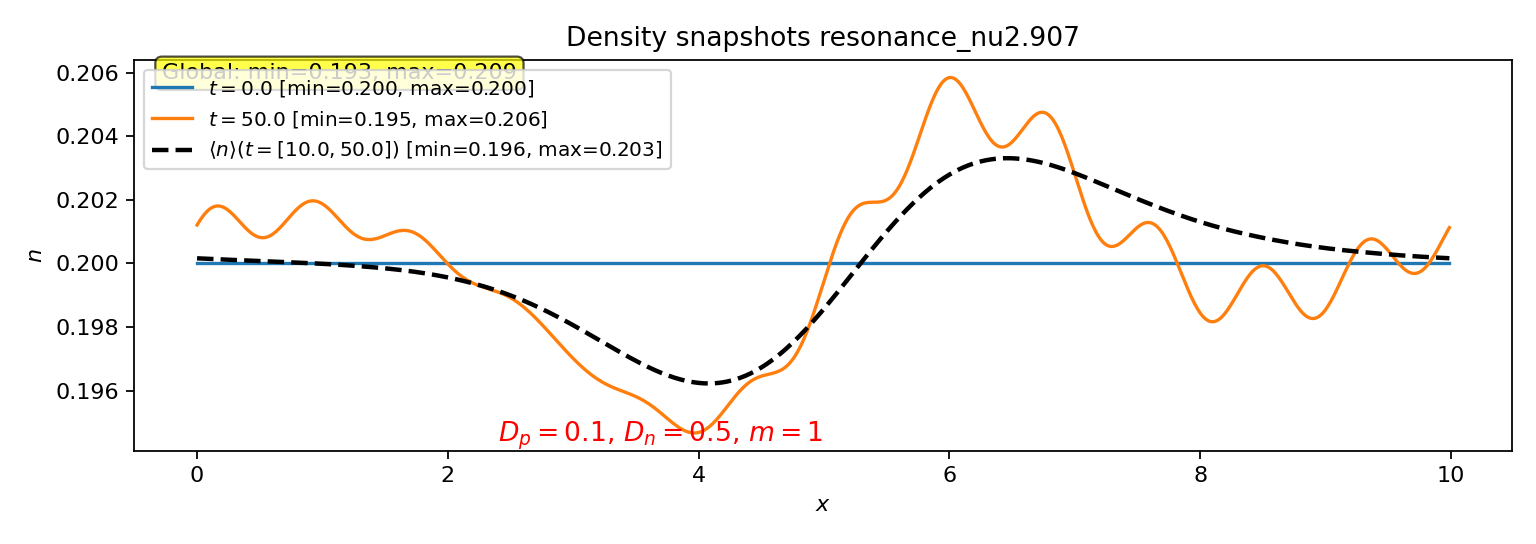 Density snapshots resonance_nu2.907
Global: min=0.193, max=0.209
t = 0.0 [min=0.200, max=0.200]
t = 50.0 [min=0.195, max=0.206]
⟨n⟩(t = [10.0, 50.0]) [min=0.196, max=0.203]
0.206
0.204
0.202
0.200
0.198
0.196
n
D_p = 0.1, D_n = 0.5, m = 1
0 2 4 6 8 10
x